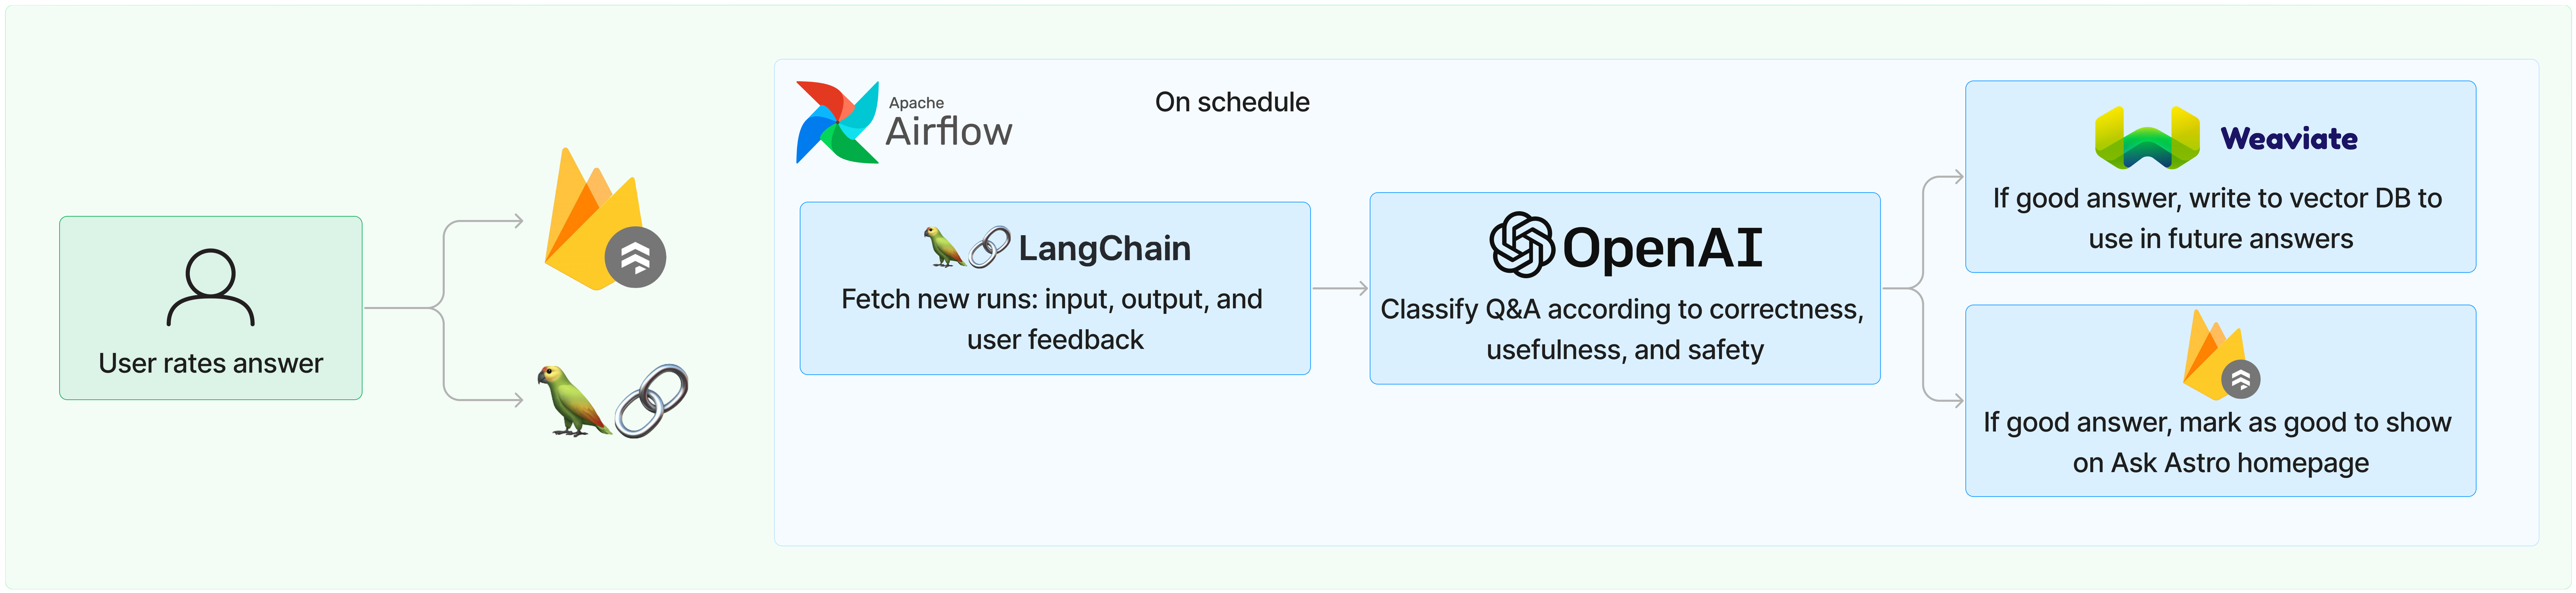 User rates answer
Apache
Airflow
On schedule
LangChain
Fetch new runs: input, output, and
user feedback
OpenAI
Classify Q&A according to correctness,
usefulness, and safety
Weaviate
If good answer, write to vector DB to
use in future answers
If good answer, mark as good to show
on Ask Astro homepage